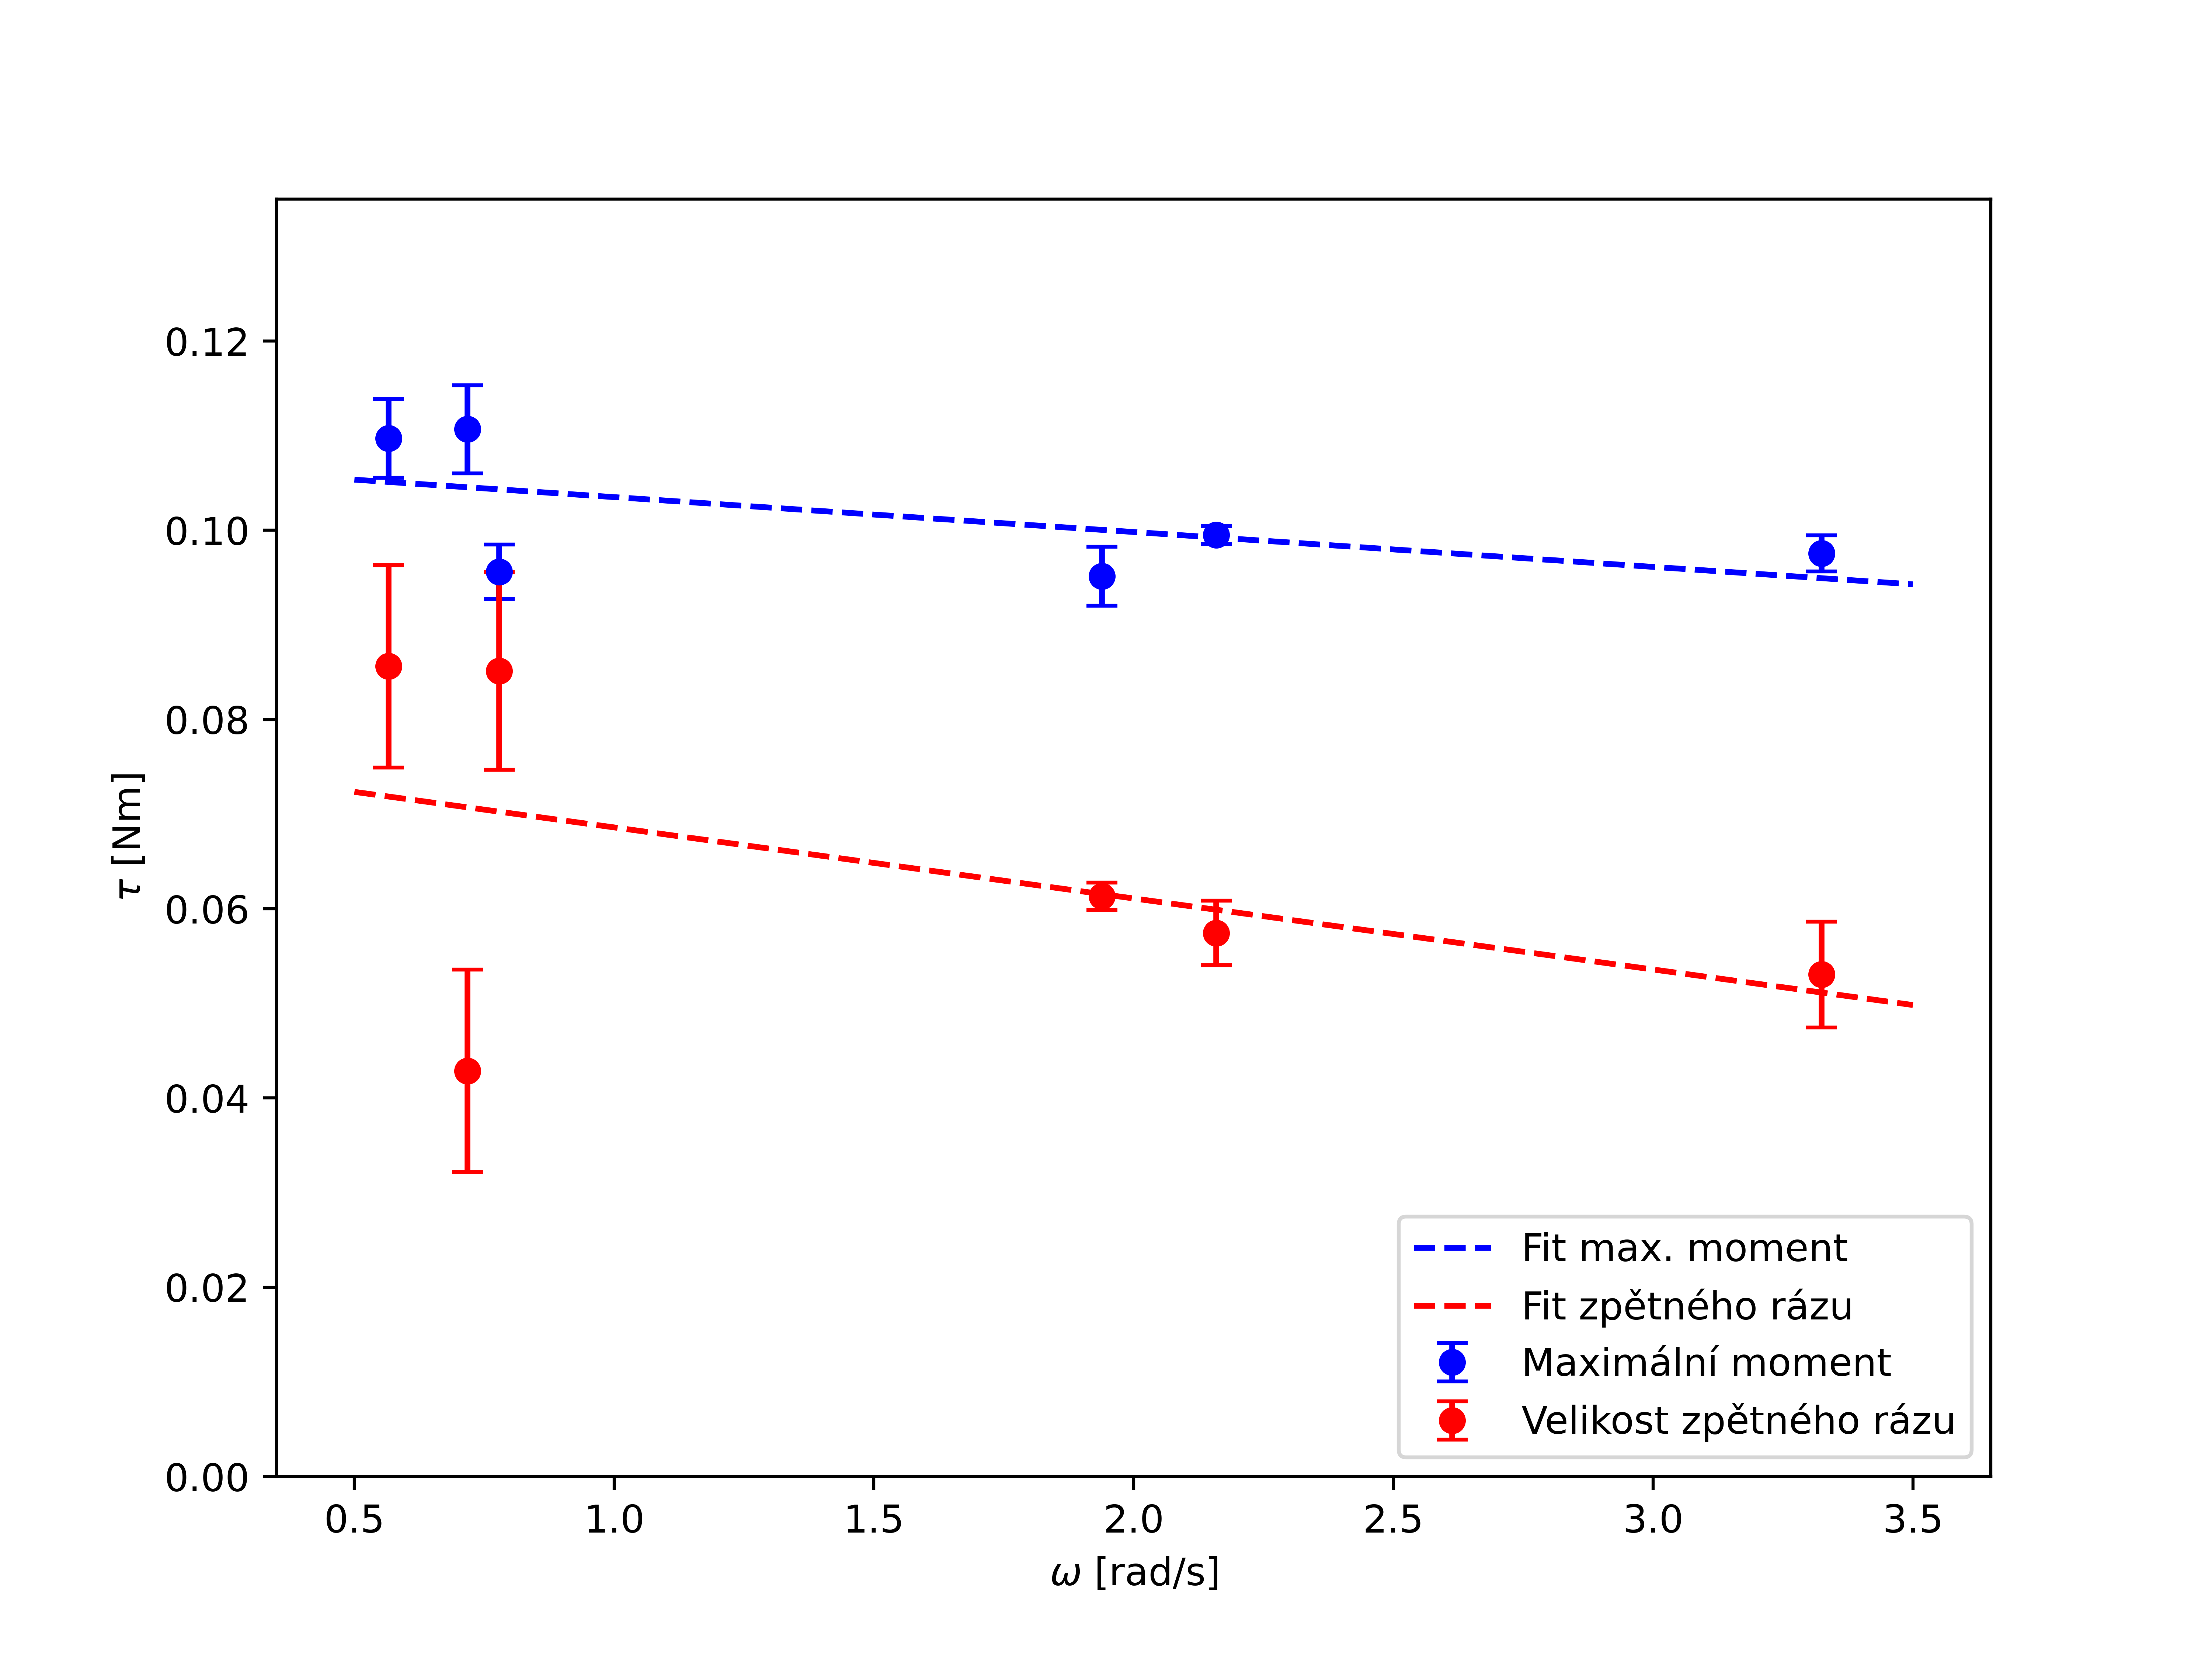 0.12
0.10
0.08
0.06
0.04
0.02
0.00
τ [Nm]
0.5 1.0 1.5 2.0 2.5 3.0 3.5
ω [rad/s]
Fit max. moment
Fit zpětného rázu
Maximální moment
Velikost zpětného rázu